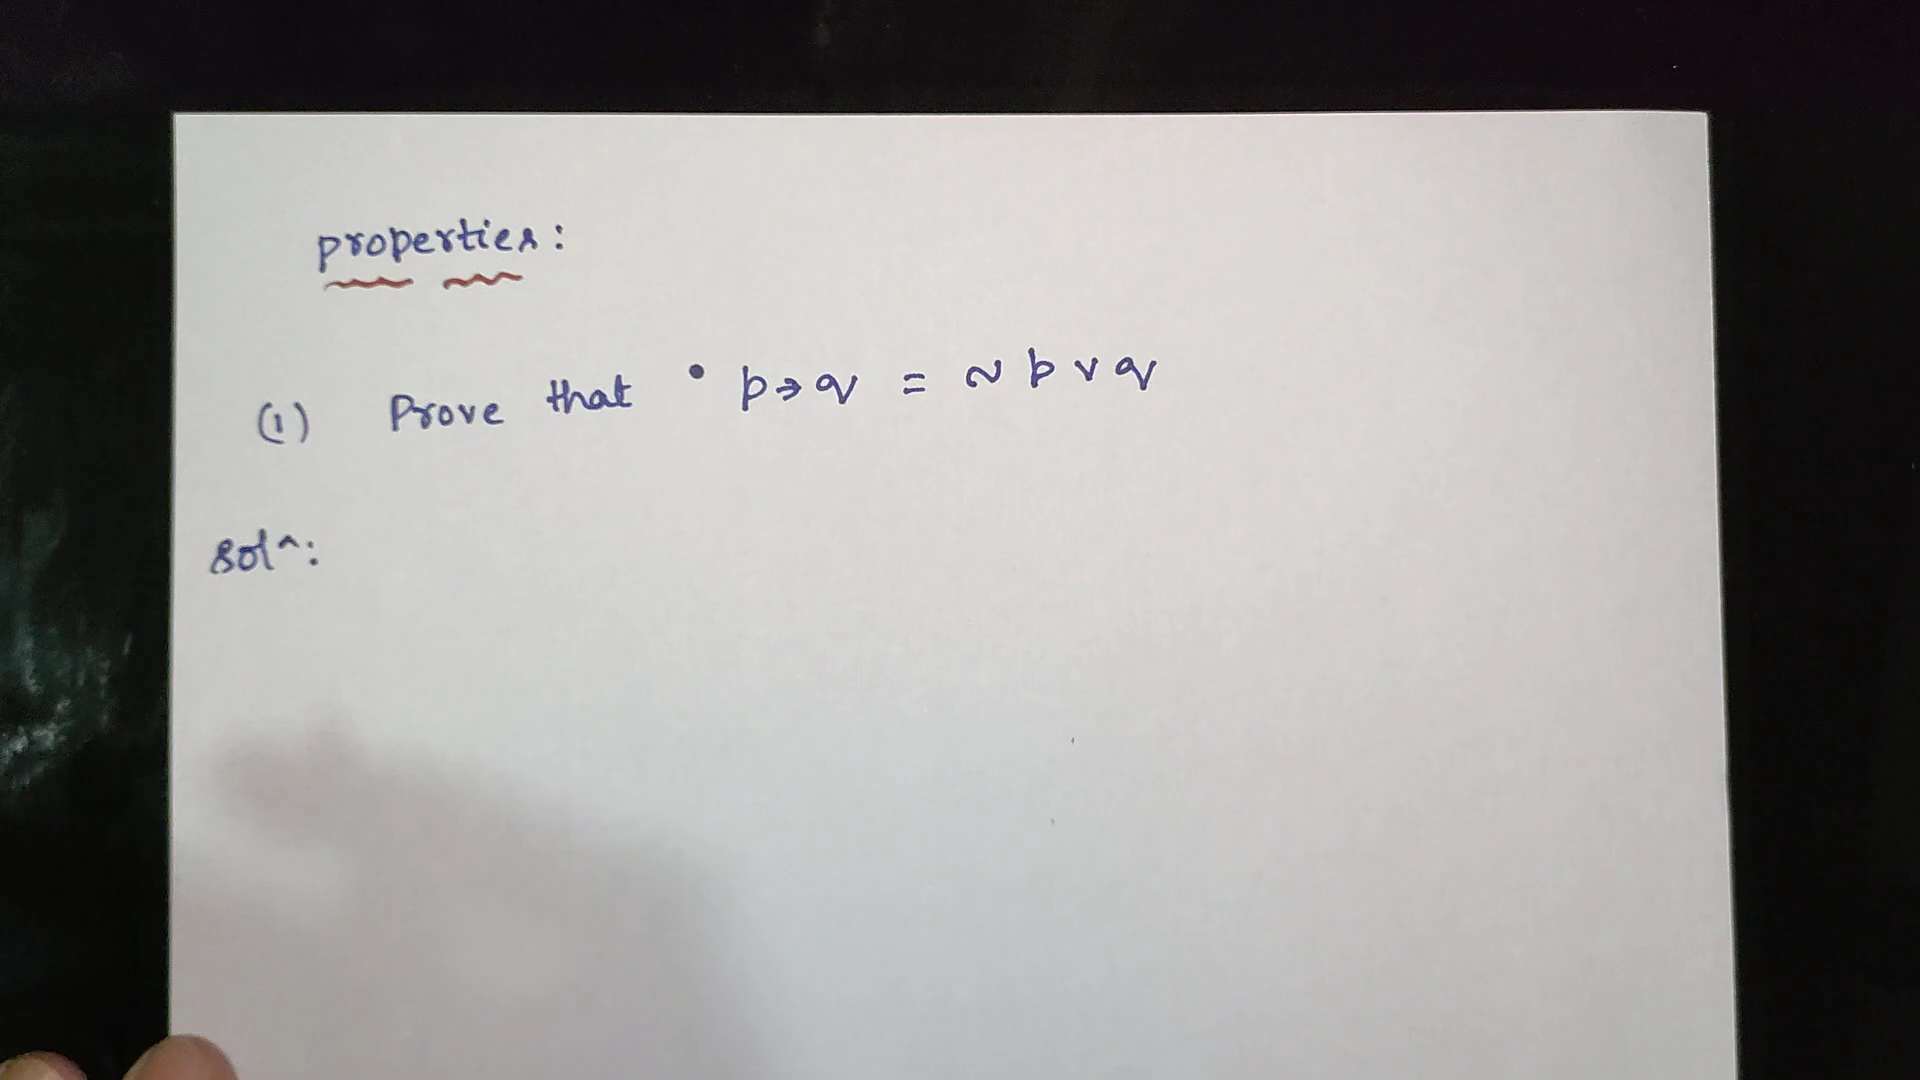 properties:
(1) Prove that • p→q = ~ p v q
Sol^n: